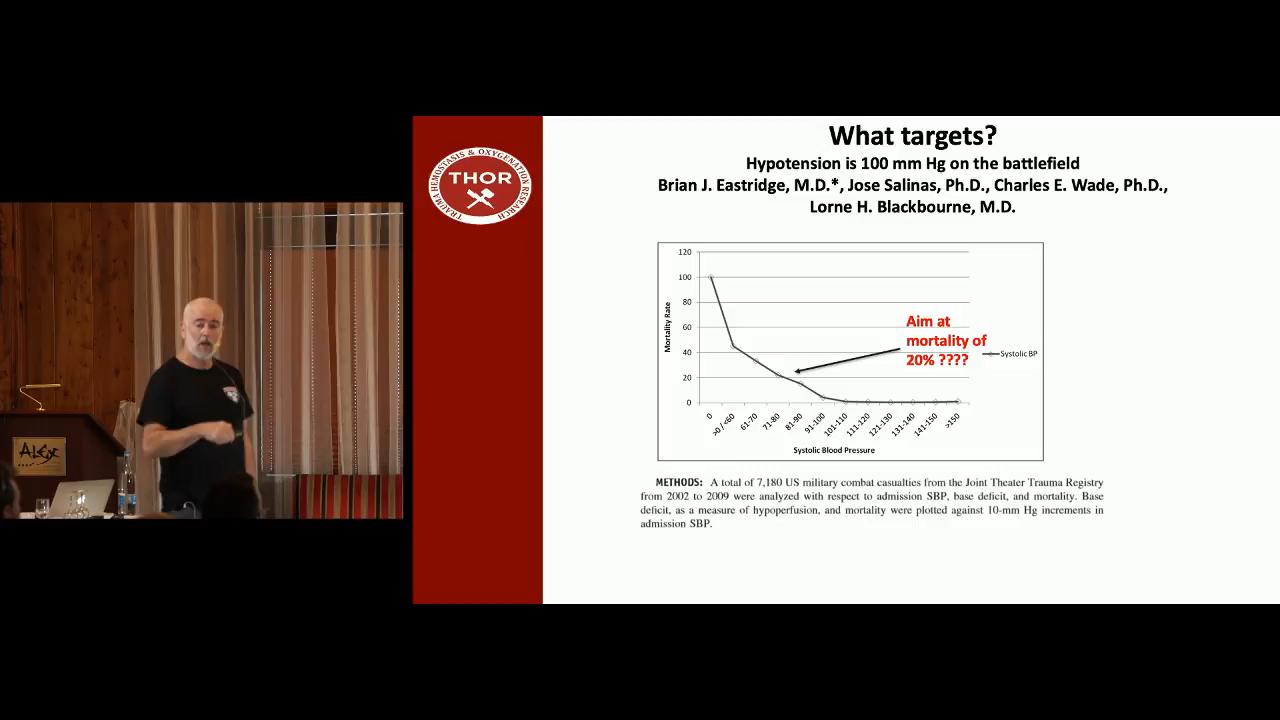 What targets?
Hypotension is 100 mm Hg on the battlefield
Brian J. Eastridge, M.D.*, Jose Salinas, Ph.D., Charles E. Wade, Ph.D.,
Lorne H. Blackbourne, M.D.
TRAUMA HEMOSTASIS & OXYGENATION RESEARCH
THOR
120
100
80
60
40
20
0
Mortality Rate
Aim at
mortality of
20% ????
Systolic BP
0
>0 / <60
61-70
71-80
81-90
91-100
101-110
111-120
121-130
131-140
141-150
>150
Systolic Blood Pressure
METHODS: A total of 7,180 US military combat casualties from the Joint Theater Trauma Registry
from 2002 to 2009 were analyzed with respect to admission SBP, base deficit, and mortality. Base
deficit, as a measure of hypoperfusion, and mortality were plotted against 10-mm Hg increments in
admission SBP.
ALEX